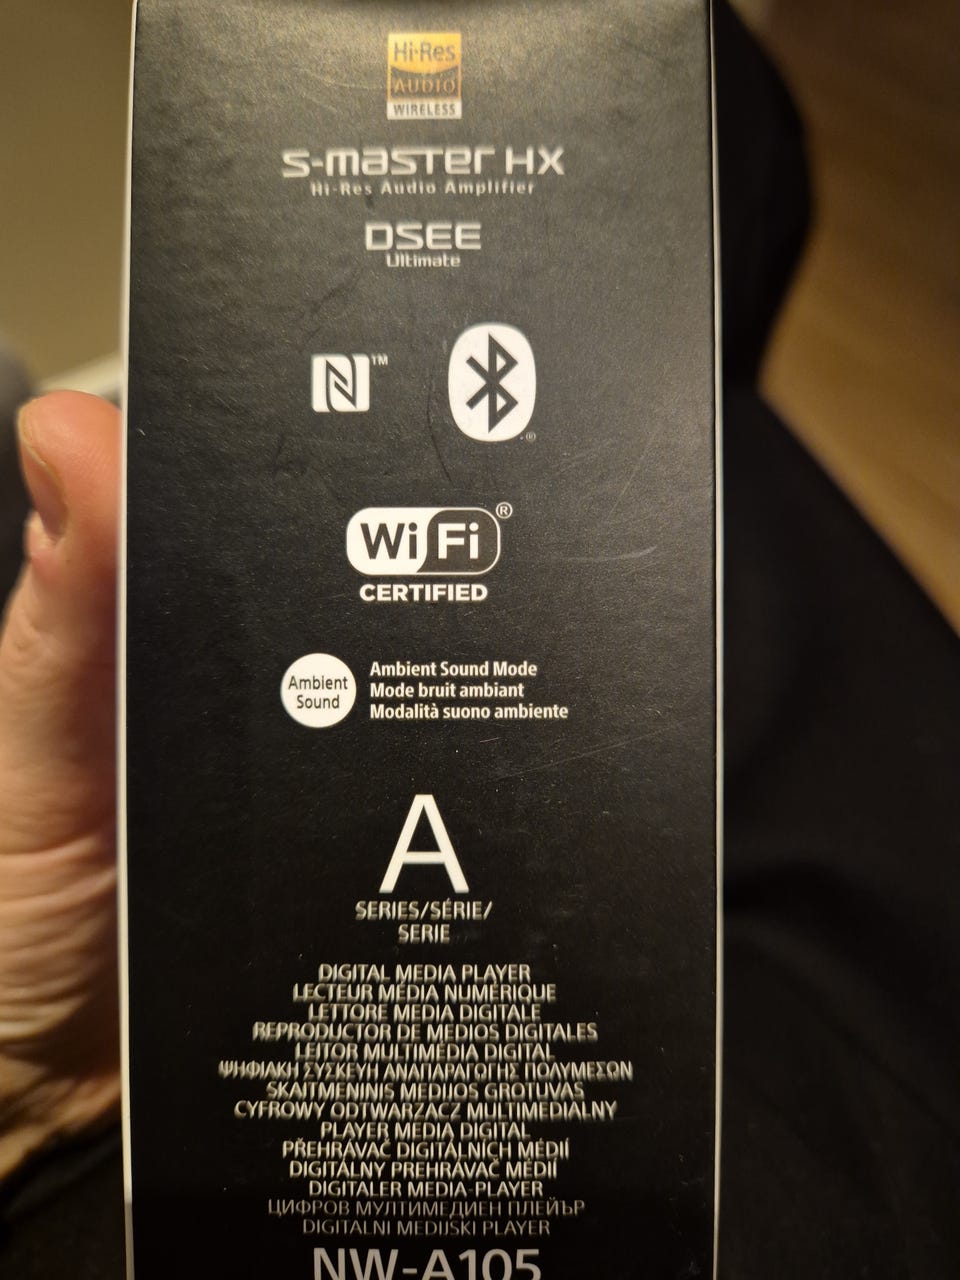 Hi-Res
AUDIO
WIRELESS
S-MASTER HX
Hi-Res Audio Amplifier
DSEE
Ultimate
N™
®
Wi Fi®
CERTIFIED
Ambient
Sound
Ambient Sound Mode
Mode bruit ambiant
Modalità suono ambiente
A
SERIES/SÉRIE/
SERIE
DIGITAL MEDIA PLAYER
LECTEUR MÉDIA NUMÉRIQUE
LETTORE MEDIA DIGITALE
REPRODUCTOR DE MEDIOS DIGITALES
LEITOR MULTIMÉDIA DIGITAL
ΨΗΦΙΑΚΗ ΣΥΣΚΕΥΗ ΑΝΑΠΑΡΑΓΩΓΗΣ ΠΟΛΥΜΕΣΩΝ
SKAITMENINIS MEDIJOS GROTUVAS
CYFROWY ODTWARZACZ MULTIMEDIALNY
PLAYER MEDIA DIGITAL
PŘEHRÁVAČ DIGITÁLNÍCH MÉDIÍ
DIGITÁLNY PREHRÁVAČ MÉDIÍ
DIGITALER MEDIA-PLAYER
ЦИФРОВ МУЛТИМЕДИЕН ПЛЕЙЪР
DIGITALNI MEDIJSKI PLAYER
NW-A105